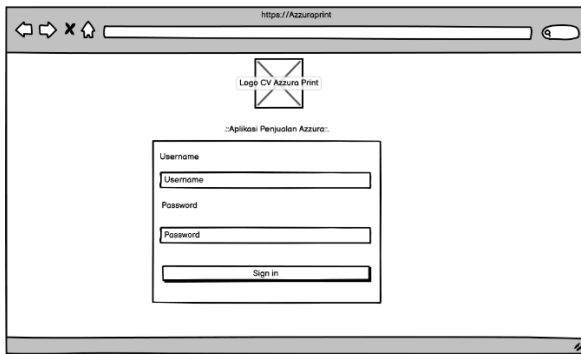 https://Azzuraprint
Logo CV Azzura Print
.::Aplikasi Penjualan Azzura::.
Username
Username
Password
Password
Sign in